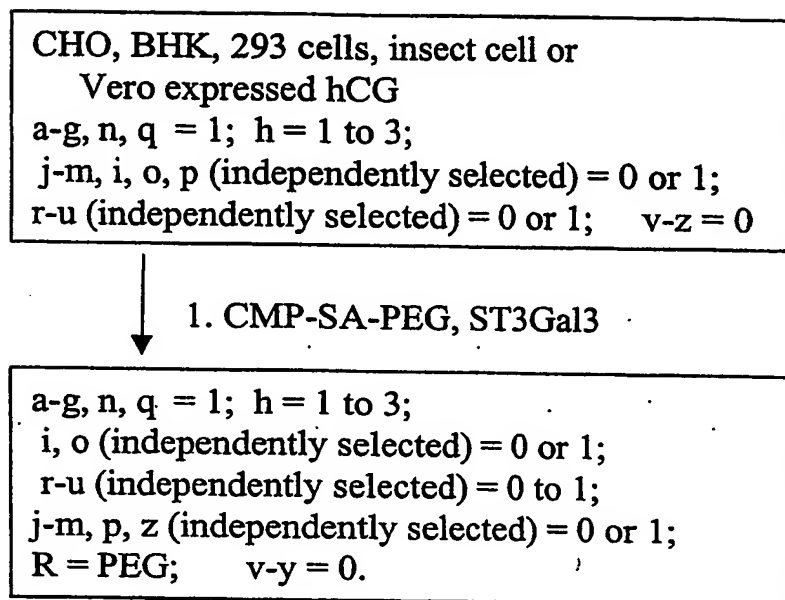 CHO, BHK, 293 cells, insect cell or
Vero expressed hCG
a-g, n, q = 1; h = 1 to 3;
j-m, i, o, p (independently selected) = 0 or 1;
r-u (independently selected) = 0 or 1; v-z = 0
1. CMP-SA-PEG, ST3Gal3
a-g, n, q = 1; h = 1 to 3;
i, o (independently selected) = 0 or 1;
r-u (independently selected) = 0 to 1;
j-m, p, z (independently selected) = 0 or 1;
R = PEG; v-y = 0.